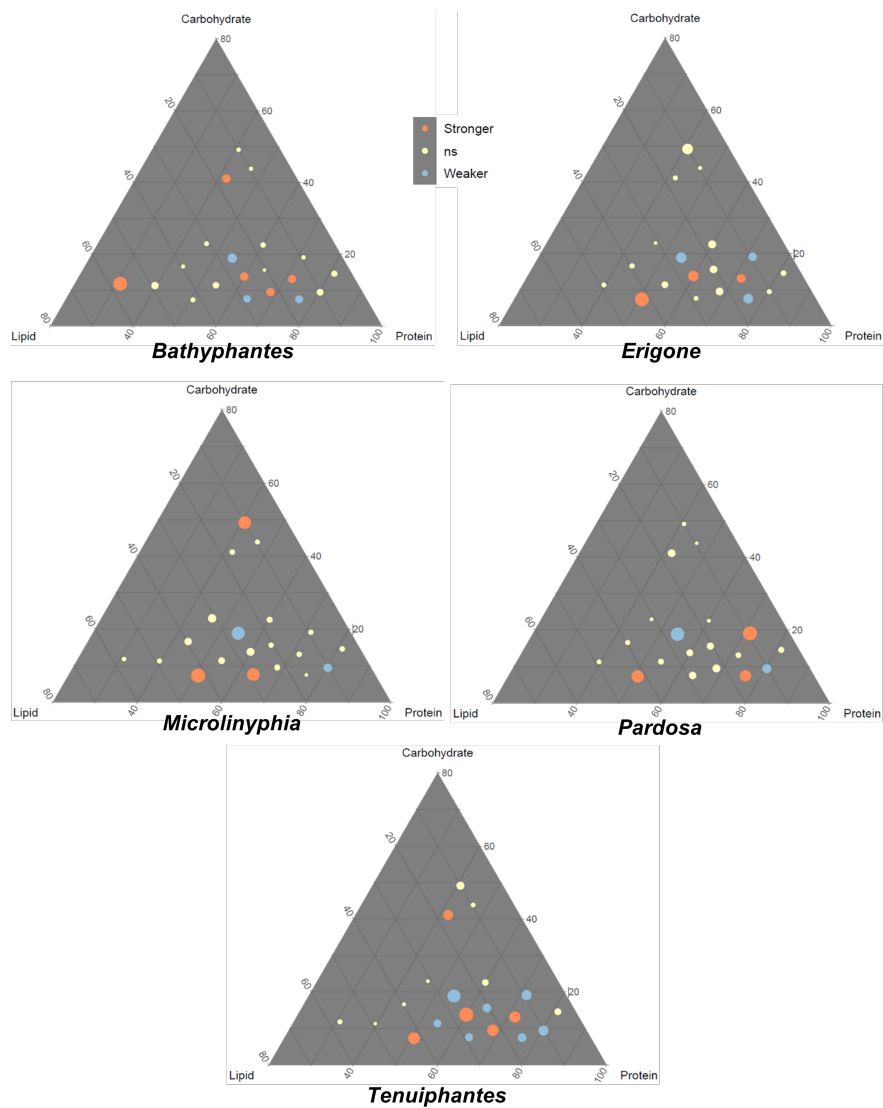 Carbohydrate
80
20
60
40
40
60
20
80
40
60
80
100
Lipid
Protein
Bathyphantes
Stronger
ns
Weaker
Carbohydrate
80
20
60
40
40
60
20
80
40
60
80
100
Lipid
Protein
Erigone
Carbohydrate
80
20
60
40
40
60
20
80
40
60
80
100
Lipid
Protein
Microlinyphia
Carbohydrate
80
20
60
40
40
60
20
80
40
60
80
100
Lipid
Protein
Pardosa
Carbohydrate
80
20
60
40
40
60
20
80
40
60
80
100
Lipid
Protein
Tenuiphantes